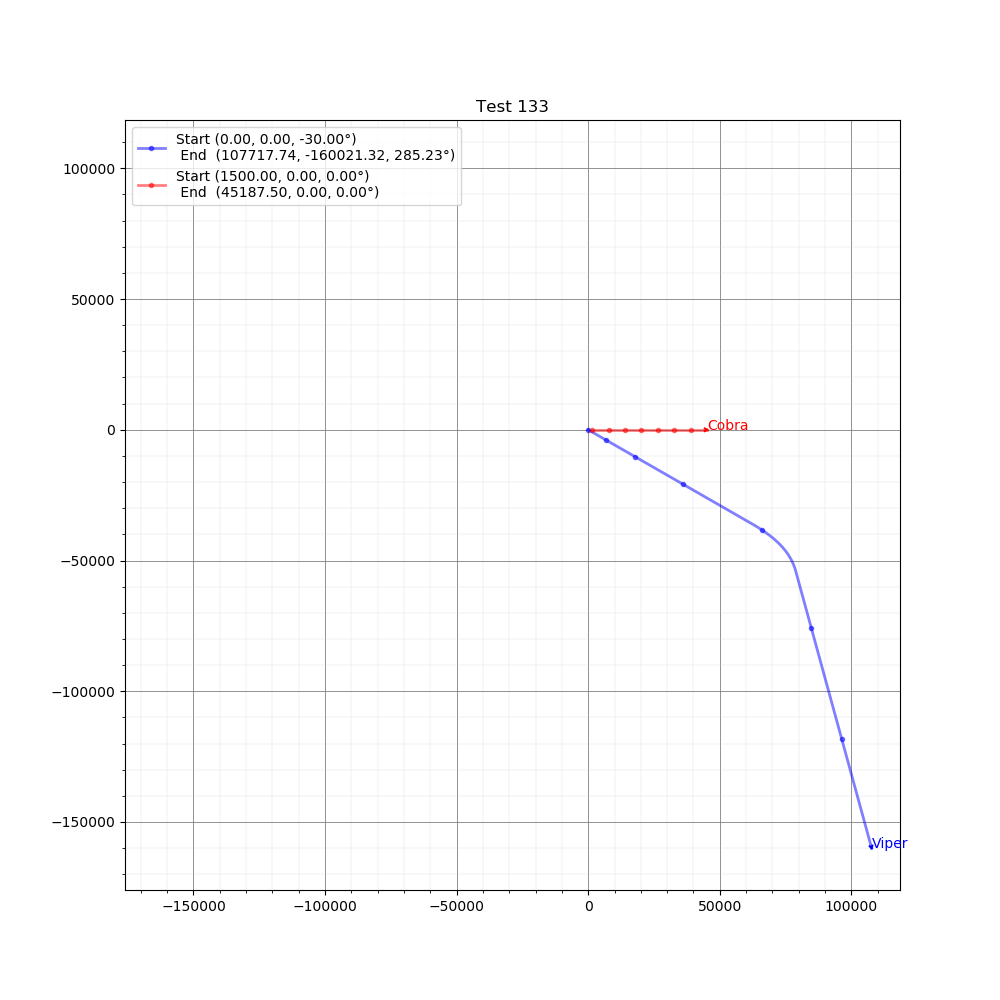 Test 133
Start (0.00, 0.00, -30.00°)
End  (107717.74, -160021.32, 285.23°)
Start (1500.00, 0.00, 0.00°)
End  (45187.50, 0.00, 0.00°)
100000
50000
0
−50000
−100000
−150000
Cobra
Viper
−150000
−100000
−50000
0
50000
100000